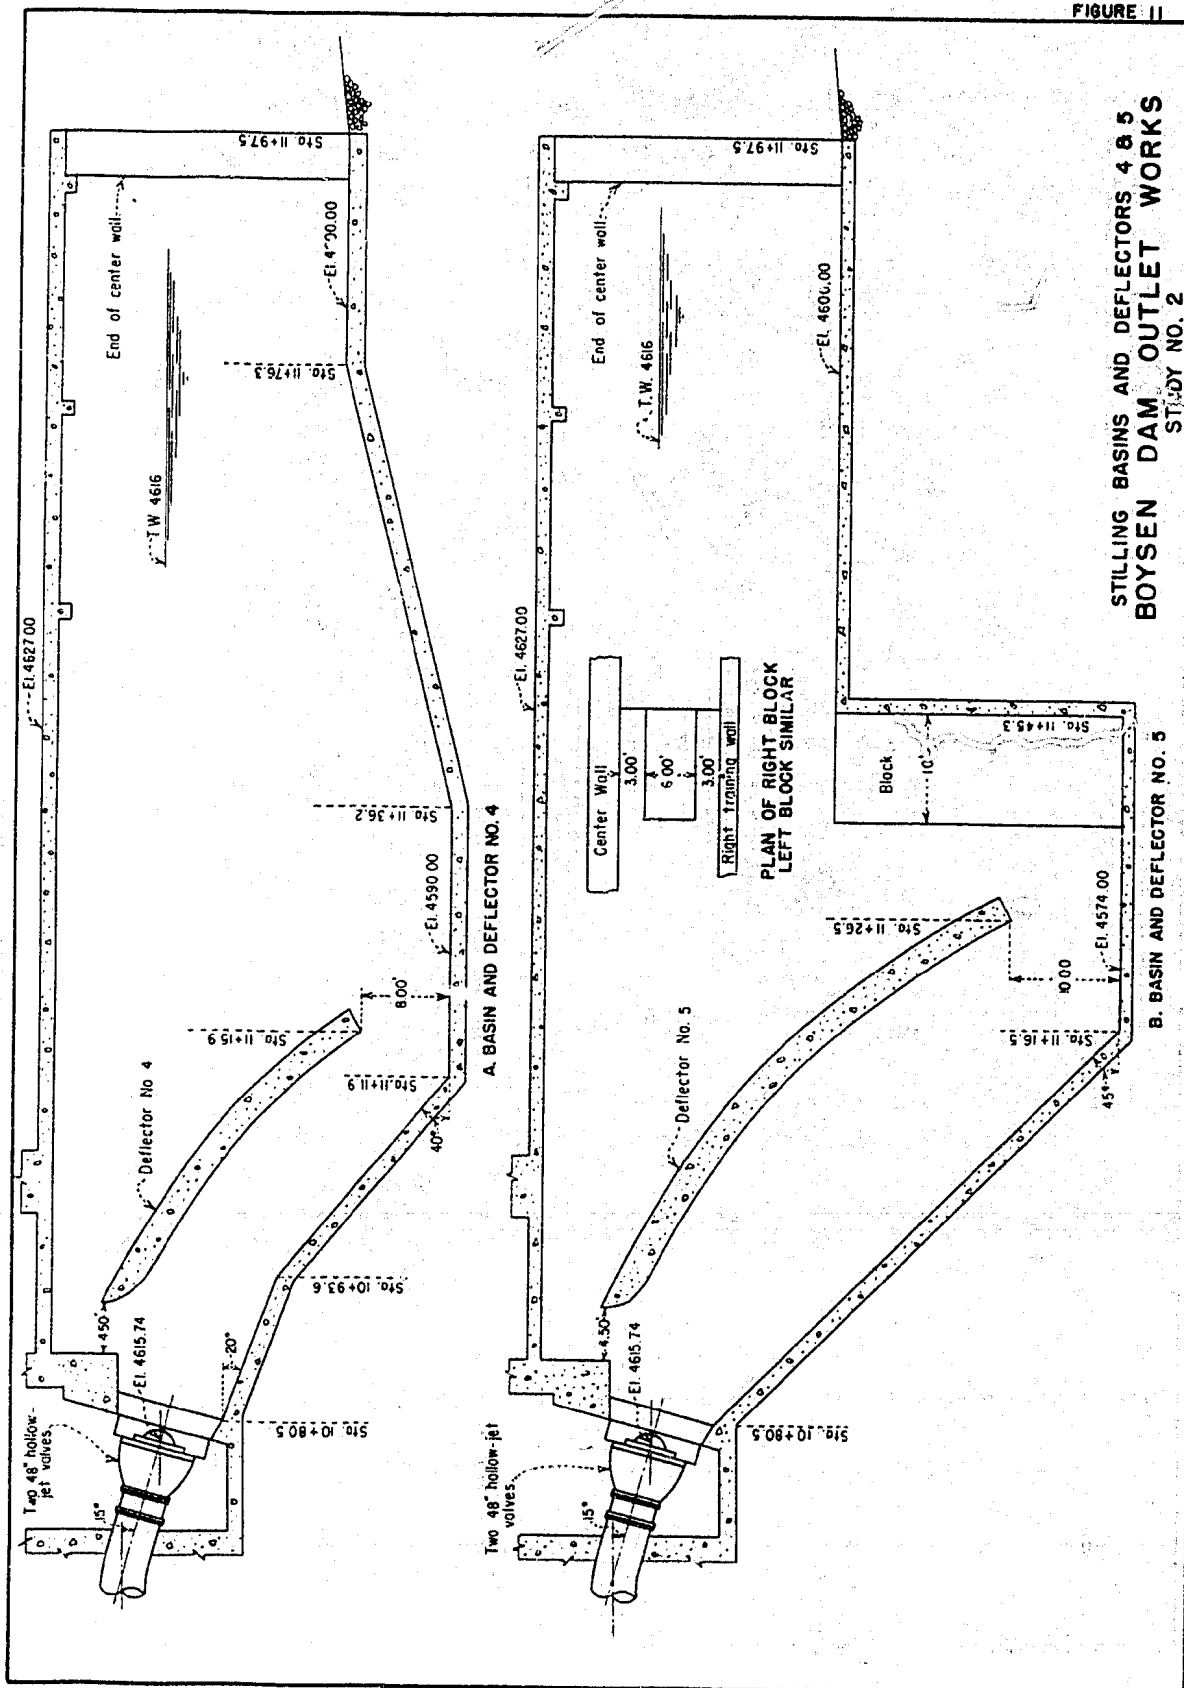 FIGURE 11
Two 48" hollow-
jet valves
15°
El. 4615.74
4.50'
Deflector No 4
El. 4627.00
T.W. 4616
End of center wall
Sta. 11+97.5
Sta. 10+80.5
20°
Sta. 10+93.6
40°
Sta. 11+11.9
Sta. 11+15.9
8.00'
El. 4590.00
Sta. 11+36.2
Sta. 11+76.3
A. BASIN AND DEFLECTOR NO. 4
Two 48" hollow-jet
valves
15°
El. 4615.74
4.50'
Deflector No. 5
El. 4627.00
T.W. 4616
End of center wall
Sta. 11+97.5
Sta. 10+80.5
45°
Sta. 11+16.5
Sta. 11+26.5
10.00
El. 4574.00
Block
10'
Sta. 11+45.3
El. 4600.00
Center Wall
3.00'
6.00'
3.00'
Right training wall
PLAN OF RIGHT BLOCK
LEFT BLOCK SIMILAR
B. BASIN AND DEFLECTOR NO. 5
STILLING BASINS AND DEFLECTORS 4 & 5
BOYSEN DAM OUTLET WORKS
STUDY NO. 2